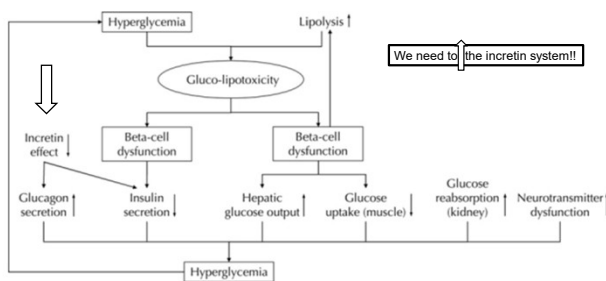 Hyperglycemia
Lipolysis ↑
We need to ↑ the incretin system!!
Gluco-lipotoxicity
Incretin
effect ↓
Beta-cell
dysfunction
Beta-cell
dysfunction
Glucagon
secretion ↑
Insulin
secretion ↓
Hepatic
glucose output ↑
Glucose
uptake (muscle) ↓
Glucose
reabsorption ↑
(kidney)
Neurotransmitter
dysfunction ↑
Hyperglycemia